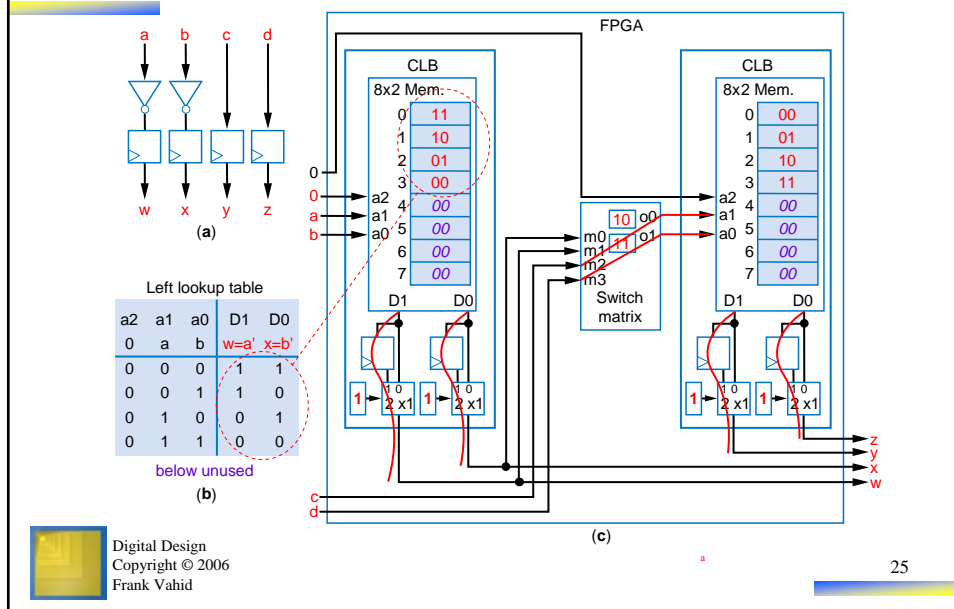 a b c d
w x y z
(a)
Left lookup table
a2 a1 a0 D1 D0
0 a b w=a' x=b'
0 0 0 1 1
0 0 1 1 0
0 1 0 0 1
0 1 1 0 0
below unused
(b)
FPGA
CLB
8x2 Mem.
0 11
1 10
2 01
3 00
4 00
5 00
6 00
7 00
0
0 a2
a a1
b a0
D1 D0
1 0 1 0
1 2 x1 1 2 x1
10 o0
11 o1
m0
m1
m2
m3
Switch
matrix
CLB
8x2 Mem.
0 00
1 01
2 10
3 11
4 00
5 00
6 00
7 00
a2
a1
a0
D1 D0
1 0 1 0
1 2 x1 1 2 x1
z
y
x
w
c
d
(c)
a
Digital Design
Copyright © 2006
Frank Vahid
25